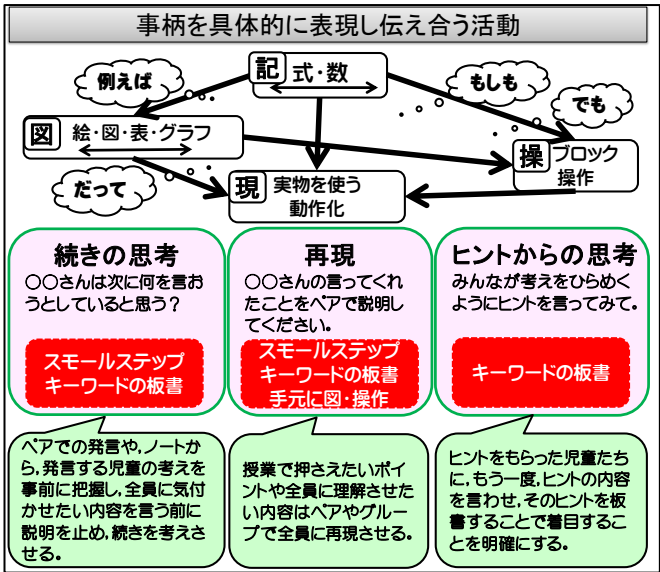 事柄を具体的に表現し伝え合う活動
記 式・数
例えば
もしも
でも
図 絵・図・表・グラフ
操 ブロック
操作
だって
現 実物を使う
動作化
続きの思考
〇〇さんは次に何を言お
うとしていると思う？
スモールステップ
キーワードの板書
再現
〇〇さんの言ってくれ
たことをペアで説明し
てください。
スモールステップ
キーワードの板書
手元に図・操作
ヒントからの思考
みんなが考えをひらめく
ようにヒントを言ってみて。
キーワードの板書
ペアでの発言や，ノートか
ら，発言する児童の考えを
事前に把握し，全員に気付
かせたい内容を言う前に
説明を止め，続きを考えさ
せる。
授業で押さえたいポイ
ントや全員に理解させた
い内容はペアやグルー
プで全員に再現させる。
ヒントをもらった児童たち
に，もう一度，ヒントの内容
を言わせ，そのヒントを板
書することで着目するこ
とを明確にする。